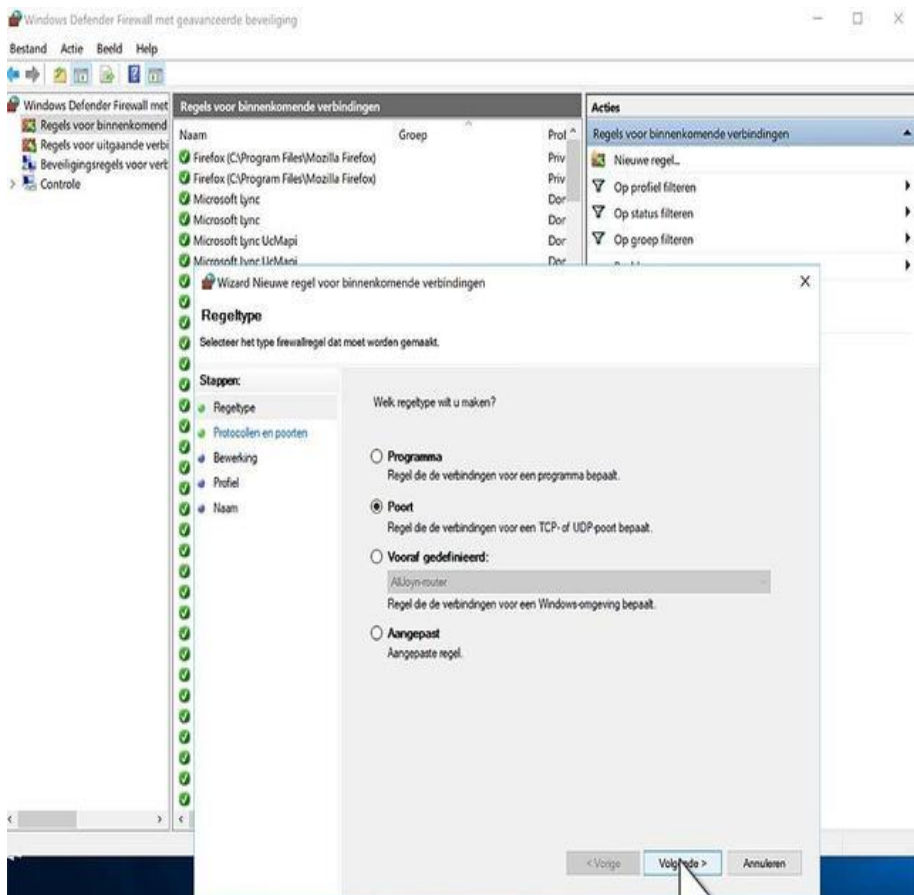 Windows Defender Firewall met geavanceerde beveiliging
Bestand Actie Beeld Help
Windows Defender Firewall met
Regels voor binnenkomend
Regels voor uitgaande verbi
Beveiligingsregels voor verb
Controle
Regels voor binnenkomende verbindingen
Naam Groep Prof
Firefox (C:\Program Files\Mozilla Firefox) Priv
Firefox (C:\Program Files\Mozilla Firefox) Priv
Microsoft Lync Dor
Microsoft Lync Dor
Microsoft Lync UcMapi Dor
Microsoft Lync UcMapi Dor
Acties
Regels voor binnenkomende verbindingen
Nieuwe regel...
Op profiel filteren
Op status filteren
Op groep filteren
Wizard Nieuwe regel voor binnenkomende verbindingen X
Regeltype
Selecteer het type firewallregel dat moet worden gemaakt.
Stappen:
Regeltype
Protocollen en poorten
Bewerking
Profiel
Naam
Welk regeltype wilt u maken?
Programma
Regel die de verbindingen voor een programma bepaalt.
Poort
Regel die de verbindingen voor een TCP- of UDP-poort bepaalt.
Vooraf gedefinieerd:
AllJoyn-router
Regel die de verbindingen voor een Windows-omgeving bepaalt.
Aangepast
Aangepaste regel.
< Vorige Volgende > Annuleren